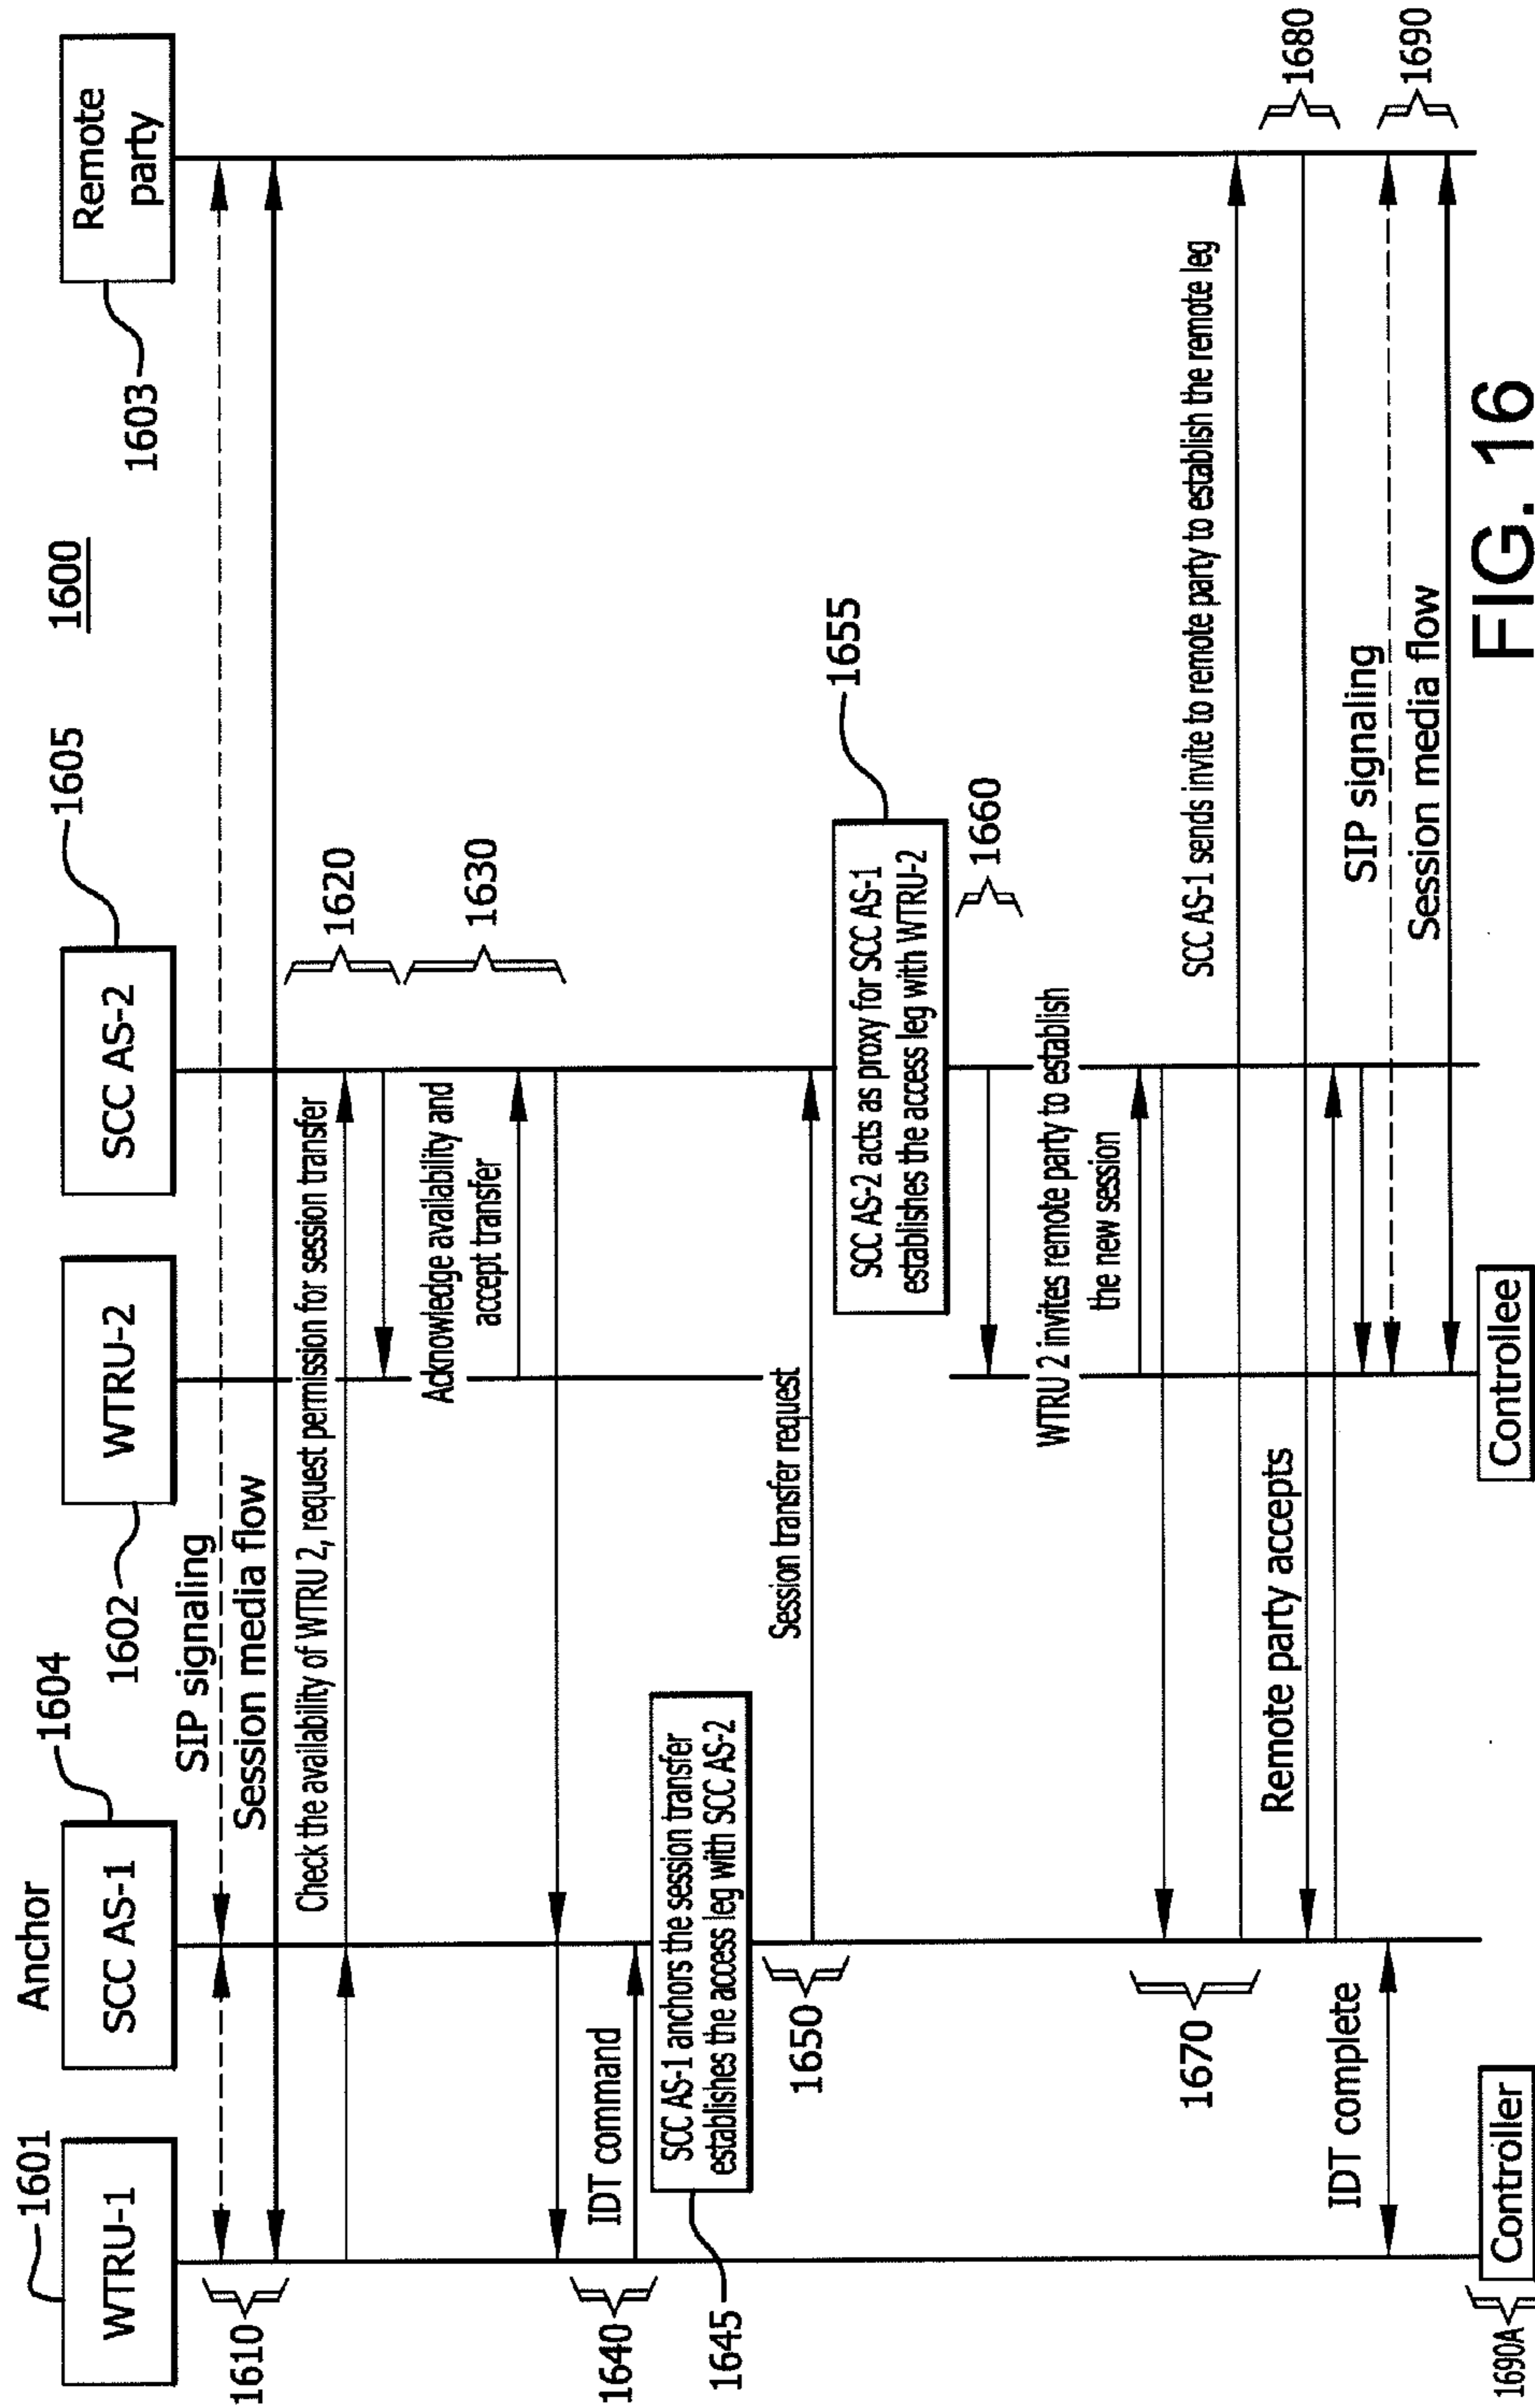 1600
Anchor
1601
1604
1602
1605
1603
WTRU-1
SCC AS-1
WTRU-2
SCC AS-2
Remote
party
1610
SIP signaling
Session media flow
Check the availability of WTRU 2, request permission for session transfer
1620
Acknowledge availability and
accept transfer
1630
1640
IDT command
1645
SCC AS-1 anchors the session transfer
establishes the access leg with SCC AS-2
1650
Session transfer request
1655
SCC AS-2 acts as proxy for SCC AS-1
establishes the access leg with WTRU-2
1660
WTRU 2 invites remote party to establish
the new session
1670
SCC AS-1 sends invite to remote party to establish the remote leg
Remote party accepts
1680
IDT complete
SIP signaling
Session media flow
1690
1690A
Controller
Controllee
FIG. 16